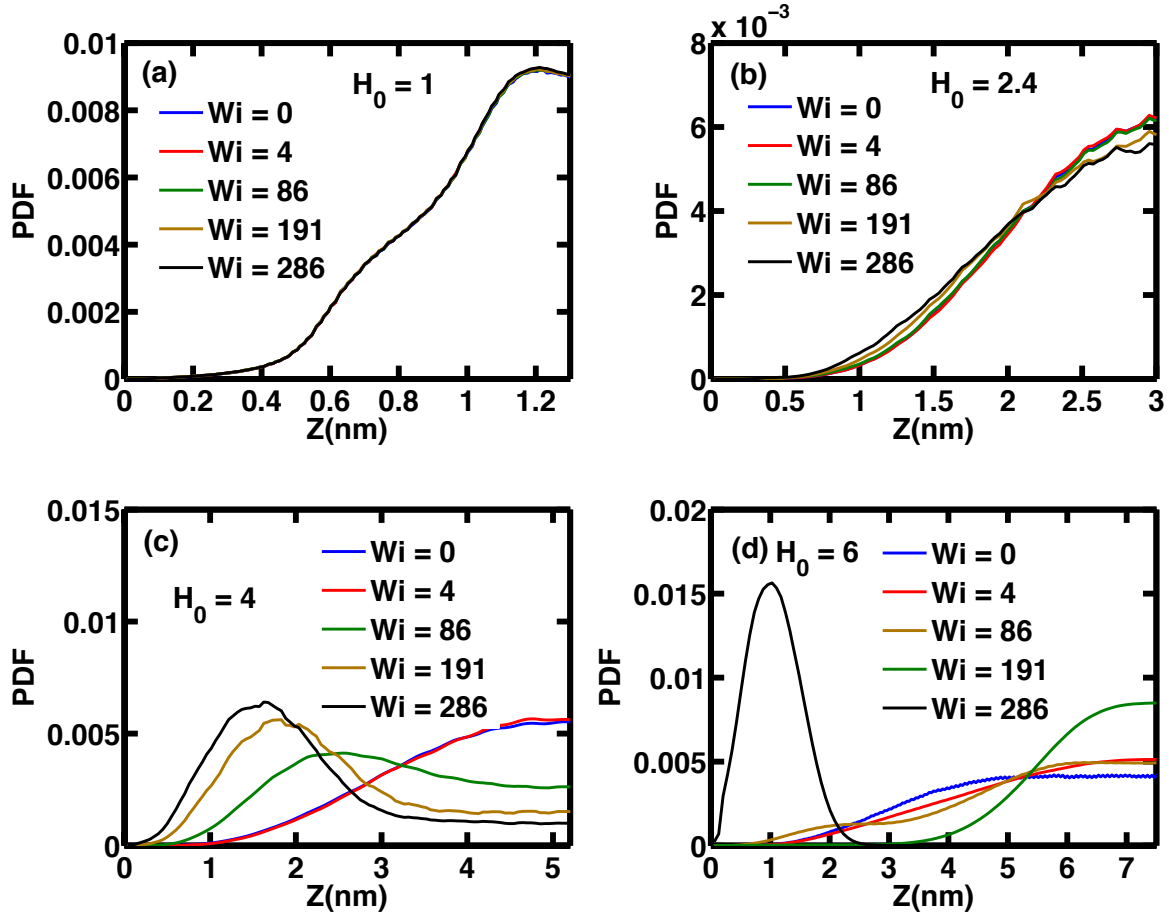 (a)
H0 = 1
Wi = 0
Wi = 4
Wi = 86
Wi = 191
Wi = 286
PDF
0.01
0.008
0.006
0.004
0.002
0
0 0.2 0.4 0.6 0.8 1 1.2
Z(nm)
x 10−3
(b)
H0 = 2.4
Wi = 0
Wi = 4
Wi = 86
Wi = 191
Wi = 286
PDF
8
6
4
2
0
0 0.5 1 1.5 2 2.5 3
Z(nm)
(c)
H0 = 4
Wi = 0
Wi = 4
Wi = 86
Wi = 191
Wi = 286
PDF
0.015
0.01
0.005
0
0 1 2 3 4 5
Z(nm)
(d)
H0 = 6
Wi = 0
Wi = 4
Wi = 86
Wi = 191
Wi = 286
PDF
0.02
0.015
0.01
0.005
0
0 1 2 3 4 5 6 7
Z(nm)